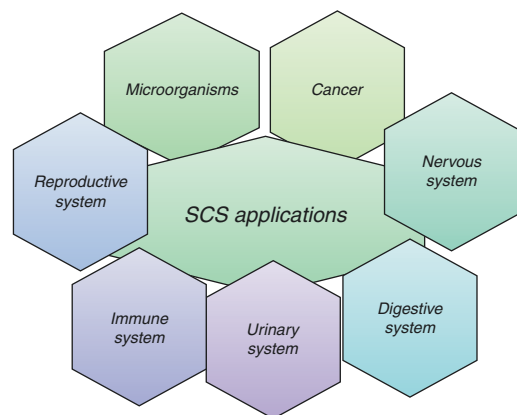 Microorganisms
Cancer
Nervous
system
Reproductive
system
SCS applications
Digestive
system
Immune
system
Urinary
system